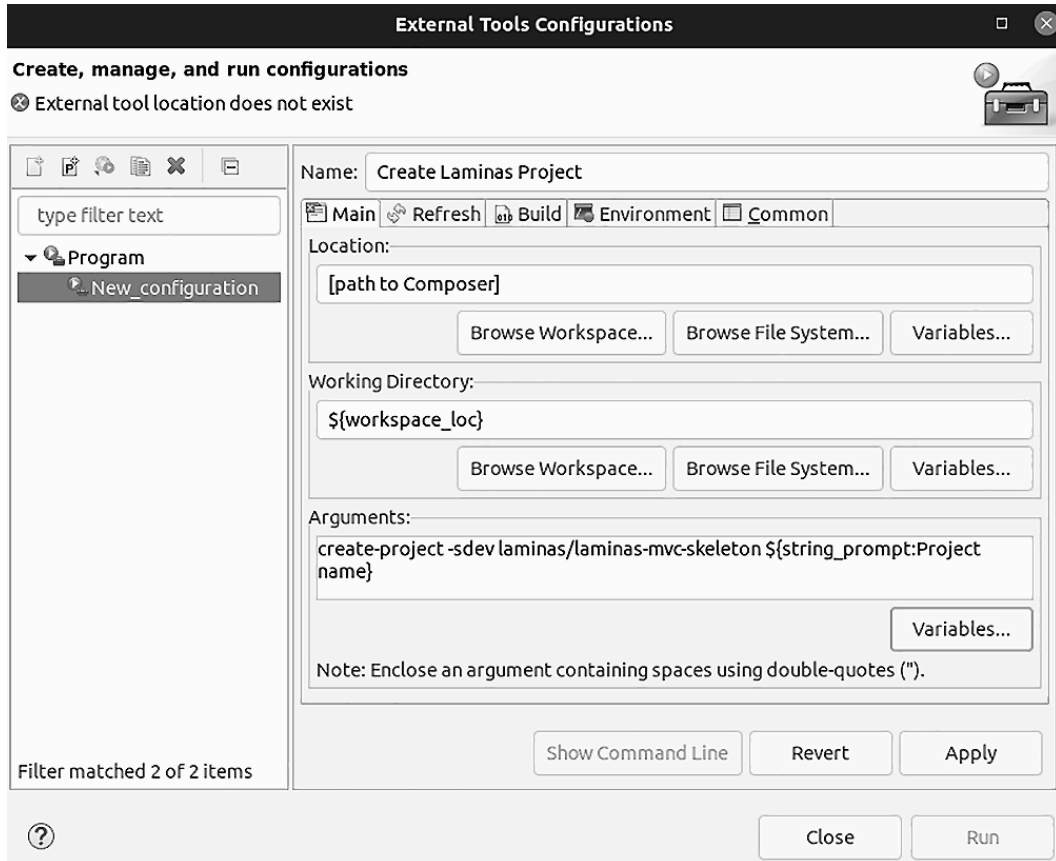 External Tools Configurations
Create, manage, and run configurations
External tool location does not exist
Name: Create Laminas Project
type filter text
Program
New_configuration
Filter matched 2 of 2 items
Main Refresh Build Environment Common
Location:
[path to Composer]
Browse Workspace... Browse File System... Variables...
Working Directory:
${workspace_loc}
Browse Workspace... Browse File System... Variables...
Arguments:
create-project -sdev laminas/laminas-mvc-skeleton ${string_prompt:Project
name}
Variables...
Note: Enclose an argument containing spaces using double-quotes (").
Show Command Line Revert Apply
Close Run